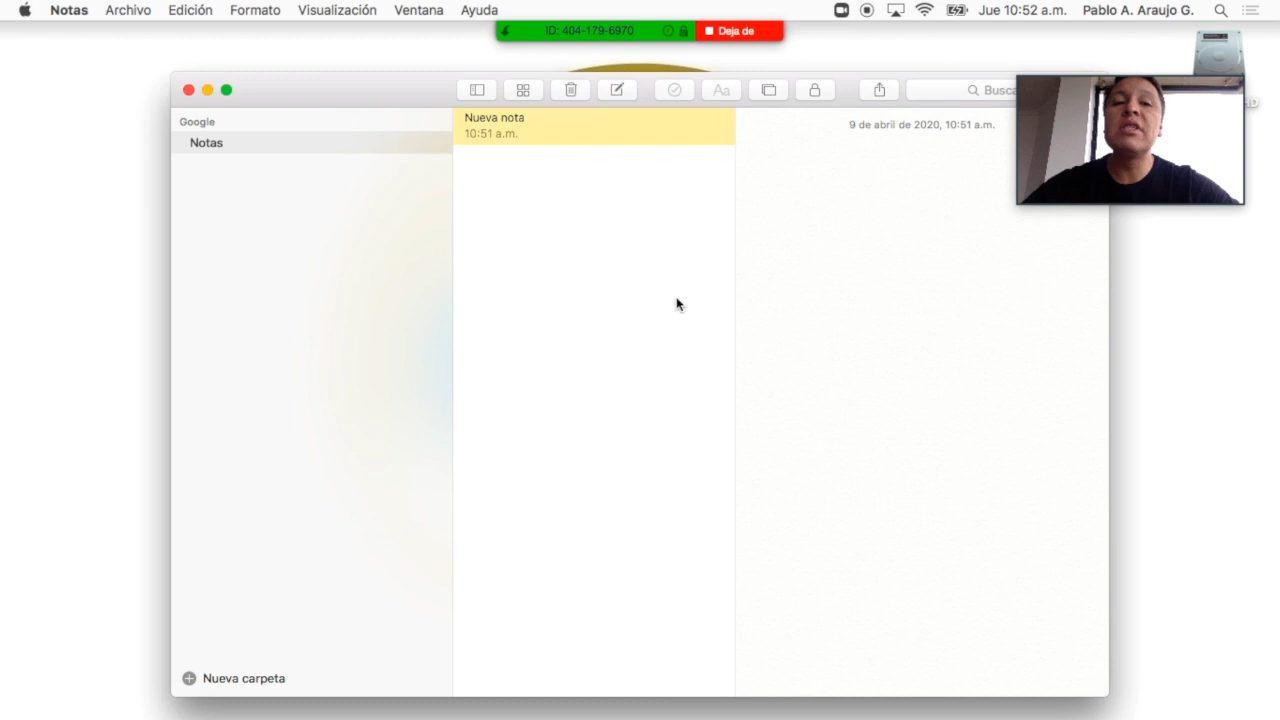 Notas Archivo Edición Formato Visualización Ventana Ayuda Jue 10:52 a.m. Pablo A. Araujo G.
ID: 404-179-6970 Deja de
Aa Busca
Google
Notas
Nueva nota
10:51 a.m.
9 de abril de 2020, 10:51 a.m.
Nueva carpeta